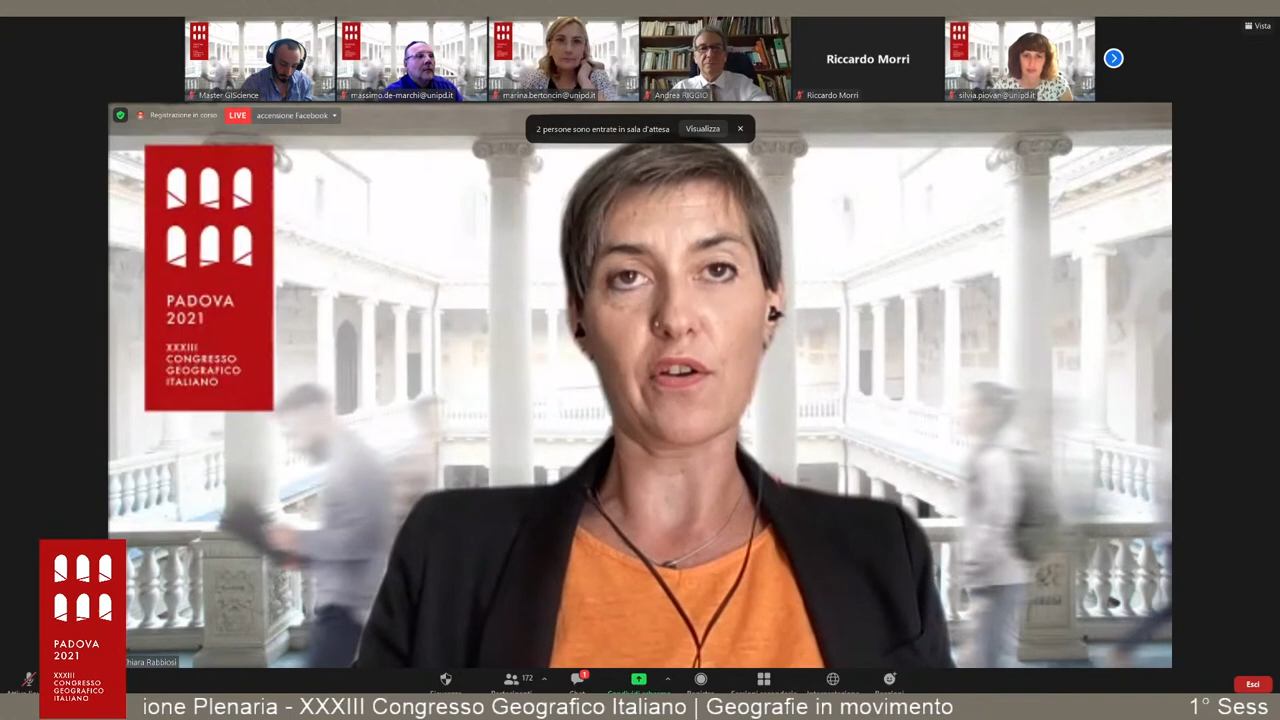 Vista
Master GIScience
massimo.de-marchi@unipd.it
marina.bertoncin@unipd.it
Andrea RIGGIO
Riccardo Morri
Riccardo Morri
silvia.piovan@unipd.it
Registrazione in corso
LIVE
accensione Facebook
2 persone sono entrate in sala d'attesa
Visualizza
PADOVA
2021
XXXIII
CONGRESSO
GEOGRAFICO
ITALIANO
hiara Rabbiosi
172
1
Esci
PADOVA
2021
XXXIII
CONGRESSO
GEOGRAFICO
ITALIANO
ione Plenaria - XXXIII Congresso Geografico Italiano | Geografie in movimento
1° Sess